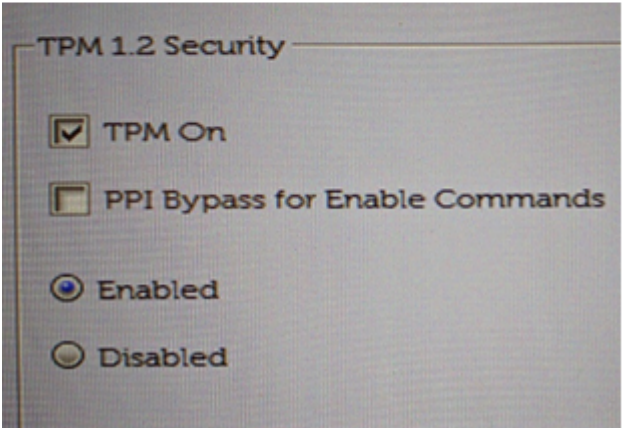 TPM 1.2 Security
TPM On
PPI Bypass for Enable Commands
Enabled
Disabled